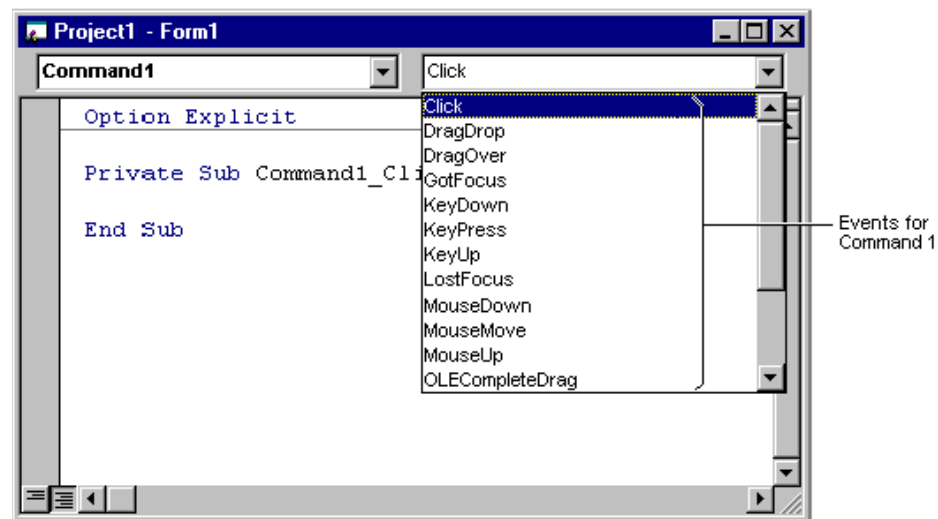 Project1 - Form1
Command1
Click
Option Explicit
Private Sub Command1_Cli
End Sub
Click
DragDrop
DragOver
GotFocus
KeyDown
KeyPress
KeyUp
LostFocus
MouseDown
MouseMove
MouseUp
OLECompleteDrag
Events for
Command 1